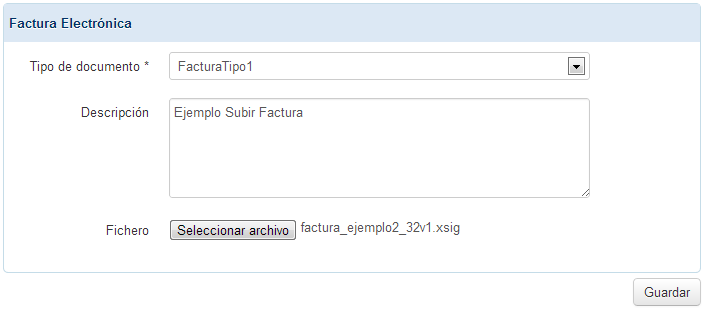 Factura Electrónica
Tipo de documento * FacturaTipo1
Descripción Ejemplo Subir Factura
Fichero Seleccionar archivo factura_ejemplo2_32v1.xsig
Guardar